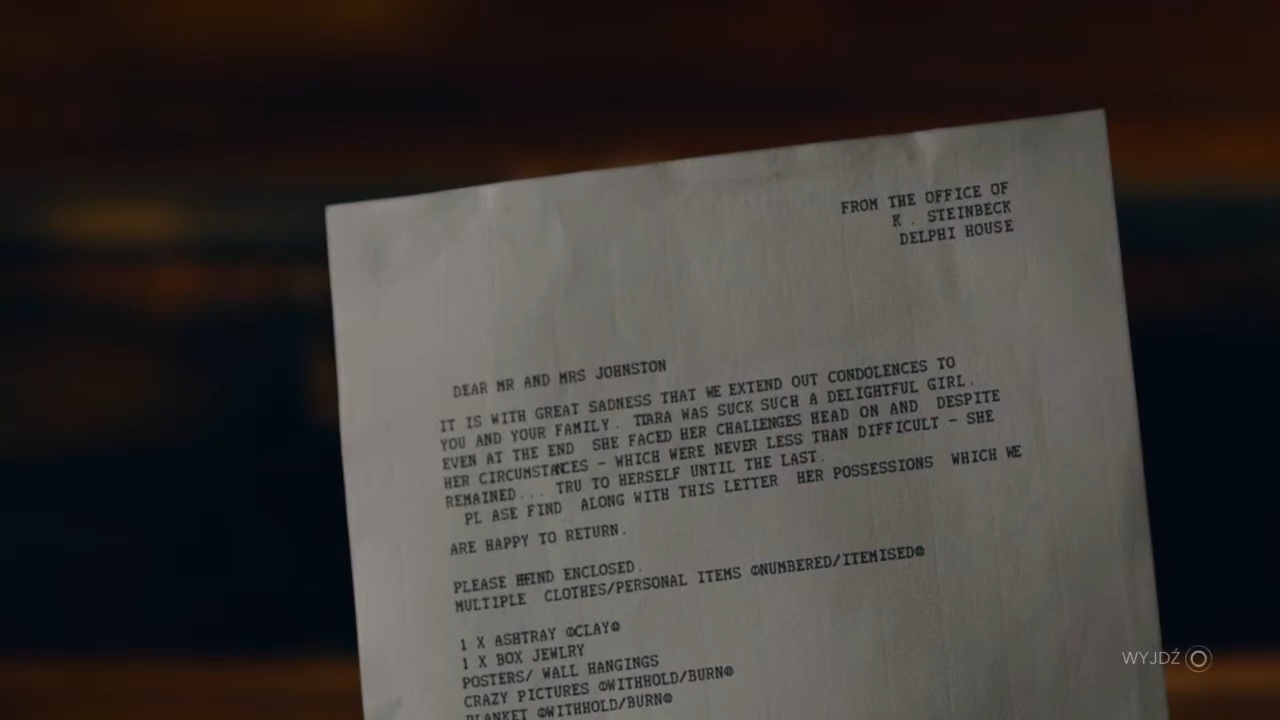 FROM THE OFFICE OF
K . STEINBECK
DELPHI HOUSE
DEAR MR AND MRS JOHNSTON
IT IS WITH GREAT SADNESS THAT WE EXTEND OUT CONDOLENCES TO
YOU AND YOUR FAMILY. TIARA WAS SUCK SUCH A DELIGHTFUL GIRL.
EVEN AT THE END SHE FACED HER CHALLENGES HEAD ON AND DESPITE
HER CIRCUMSTANCES - WHICH WERE NEVER LESS THAN DIFFICULT - SHE
REMAINED... TRU TO HERSELF UNTIL THE LAST.
PL ASE FIND ALONG WITH THIS LETTER HER POSSESSIONS WHICH WE
ARE HAPPY TO RETURN.
PLEASE FIND ENCLOSED.
MULTIPLE CLOTHES/PERSONAL ITEMS NUMBERED/ITEMISED
1 X ASHTRAY CLAY
1 X BOX JEWLRY
POSTERS/ WALL HANGINGS
CRAZY PICTURES WITHHOLD/BURN
BLANKET WITHHOLD/BURN
WYJDŹ